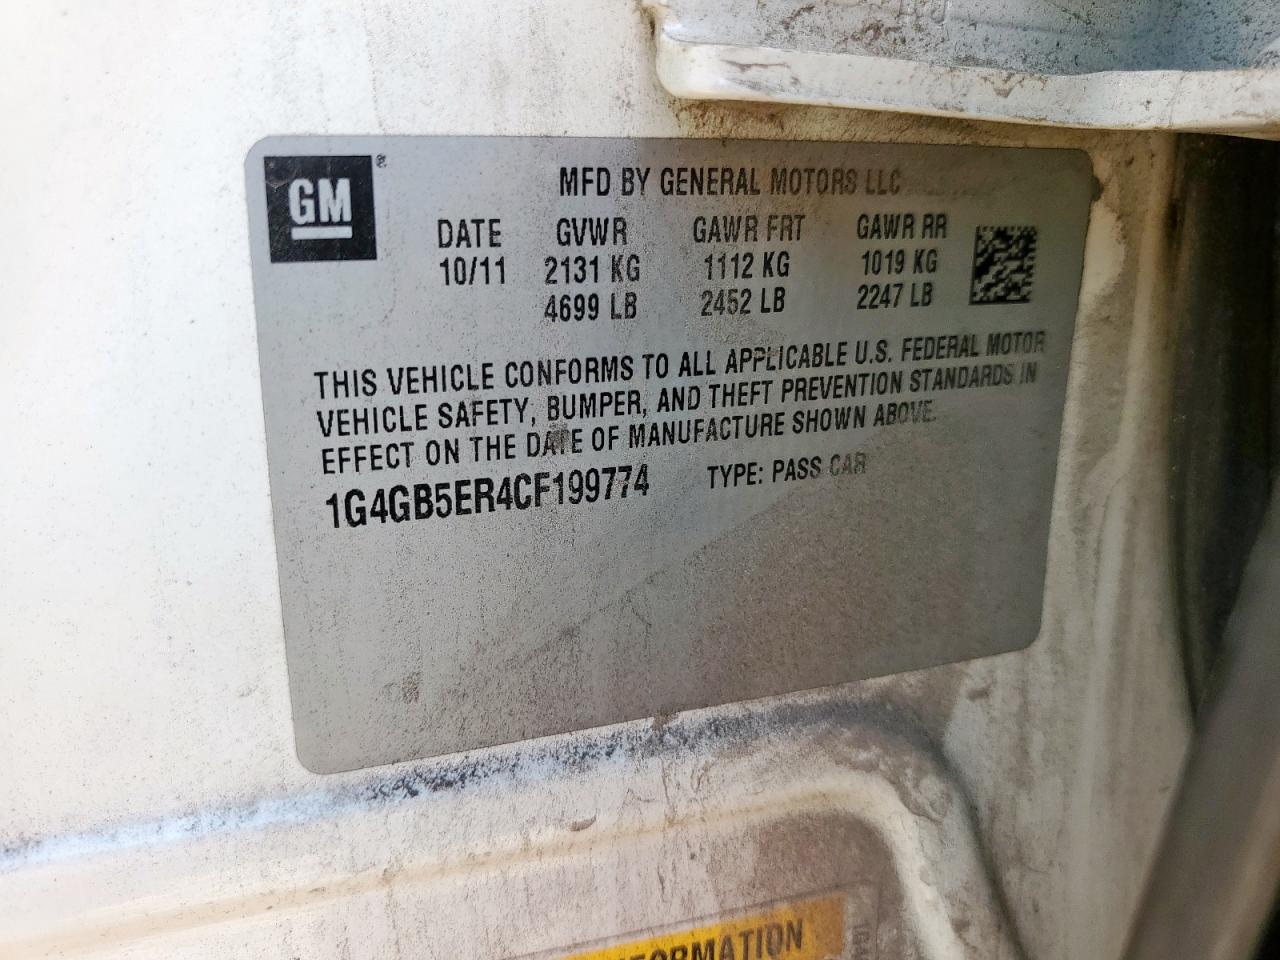 GM ®
MFD BY GENERAL MOTORS LLC
DATE GVWR GAWR FRT GAWR RR
10/11 2131 KG 1112 KG 1019 KG
4699 LB 2452 LB 2247 LB
THIS VEHICLE CONFORMS TO ALL APPLICABLE U.S. FEDERAL MOTOR
VEHICLE SAFETY, BUMPER, AND THEFT PREVENTION STANDARDS IN
EFFECT ON THE DATE OF MANUFACTURE SHOWN ABOVE.
1G4GB5ER4CF199774 TYPE: PASS CAR